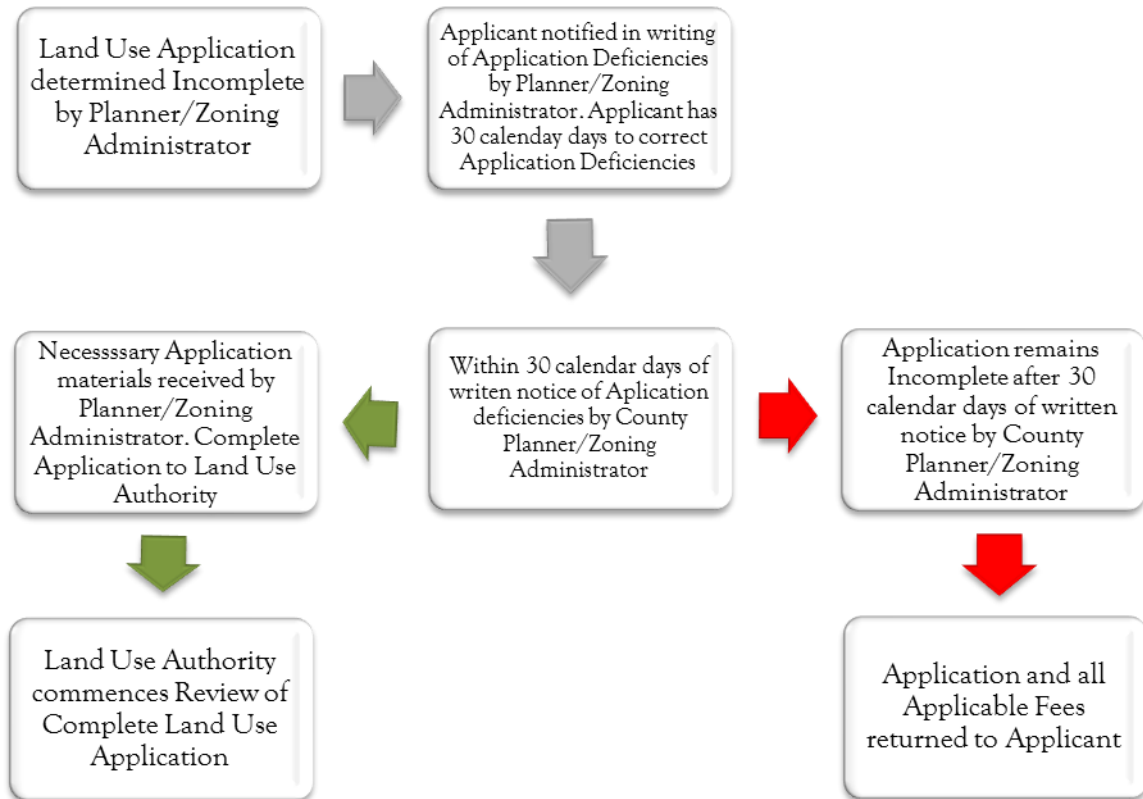 Land Use Application
determined Incomplete
by Planner/Zoning
Administrator
Applicant notified in writing
of Application Deficiencies
by Planner/Zoning
Administrator. Applicant has
30 calenday days to correct
Application Deficiencies
Necesssary Application
materials received by
Planner/Zoning
Administrator. Complete
Application to Land Use
Authority
Within 30 calendar days of
writen notice of Aplication
deficiencies by County
Planner/Zoning
Administrator
Application remains
Incomplete after 30
calendar days of written
notice by County
Planner/Zoning
Administrator
Land Use Authority
commences Review of
Complete Land Use
Application
Application and all
Applicable Fees
returned to Applicant